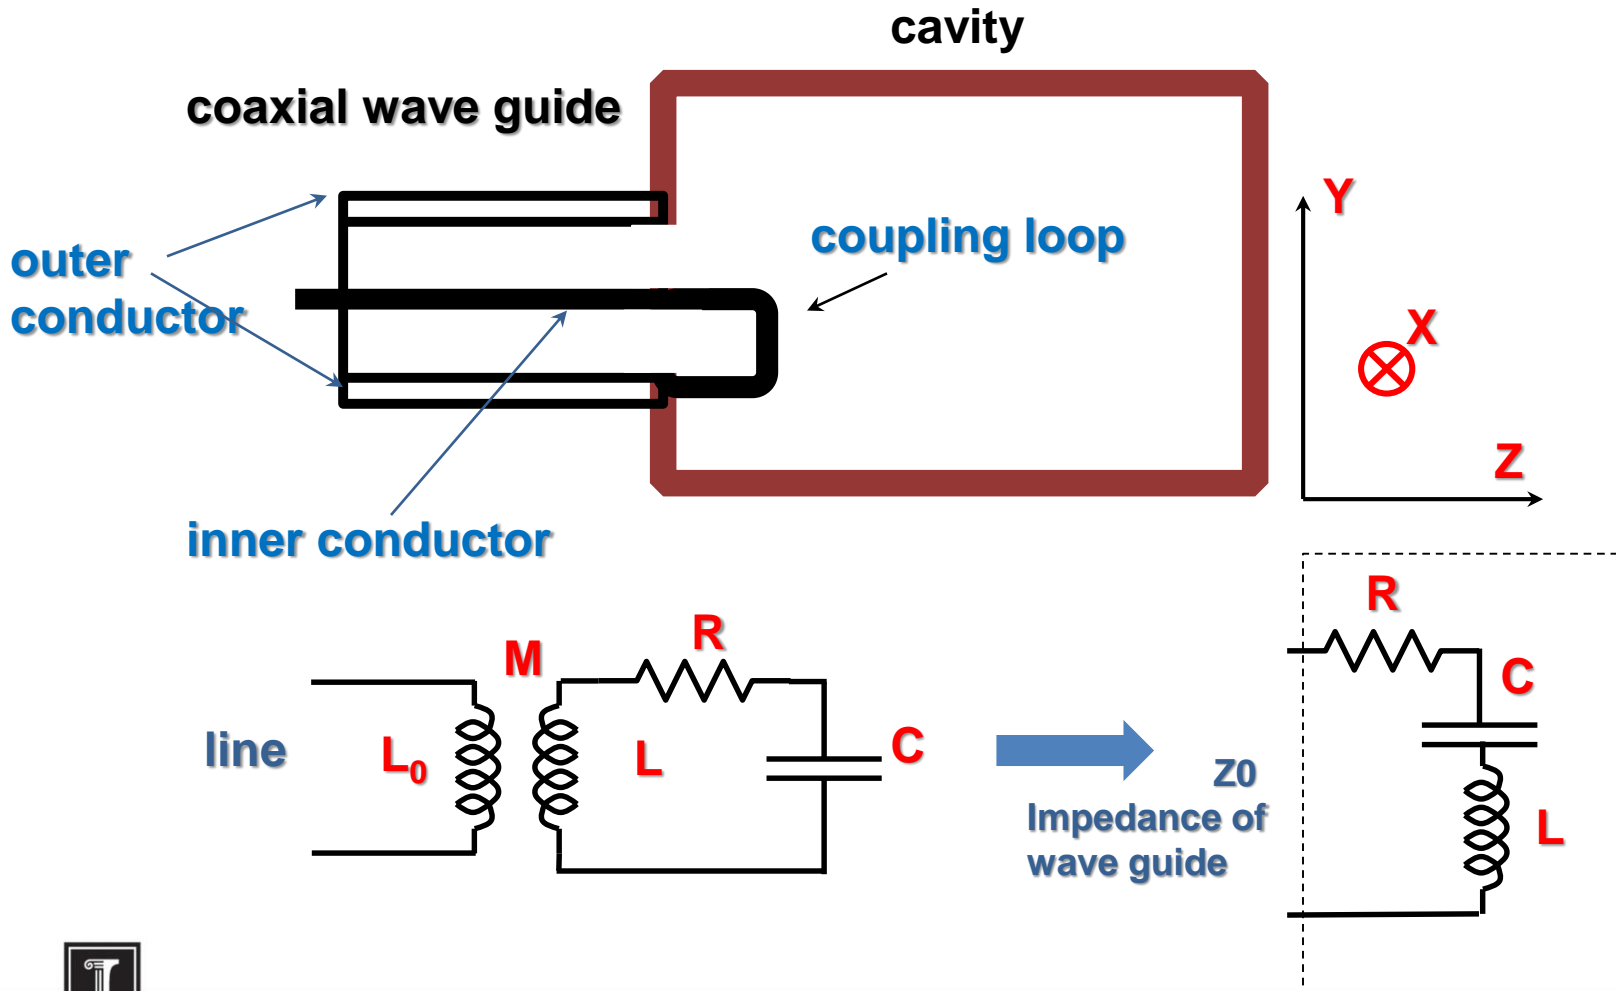 cavity
coaxial wave guide
outer
conductor
coupling loop
inner conductor
Y
X
Z
line
L0
M
L
R
C
Z0
Impedance of
wave guide
R
C
L